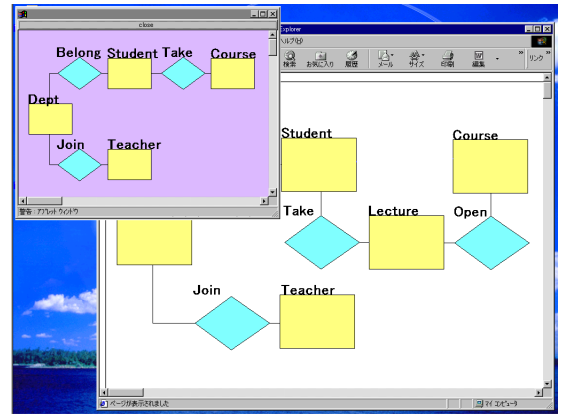 close
Belong Student Take Course
Dept
Join Teacher
警告 : アプレット ウィンドウ
Explorer
ヘルプ(H)
検索 お気に入り 履歴 メール サイズ 印刷 編集 リンク
Student Course
Take Lecture Open
Join Teacher
ページが表示されました
マイ コンピュータ